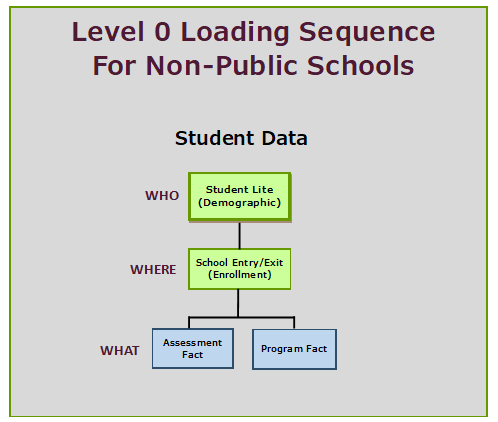 Level 0 Loading Sequence
For Non-Public Schools
Student Data
WHO
Student Lite
(Demographic)
WHERE
School Entry/Exit
(Enrollment)
WHAT
Assessment
Fact
Program Fact